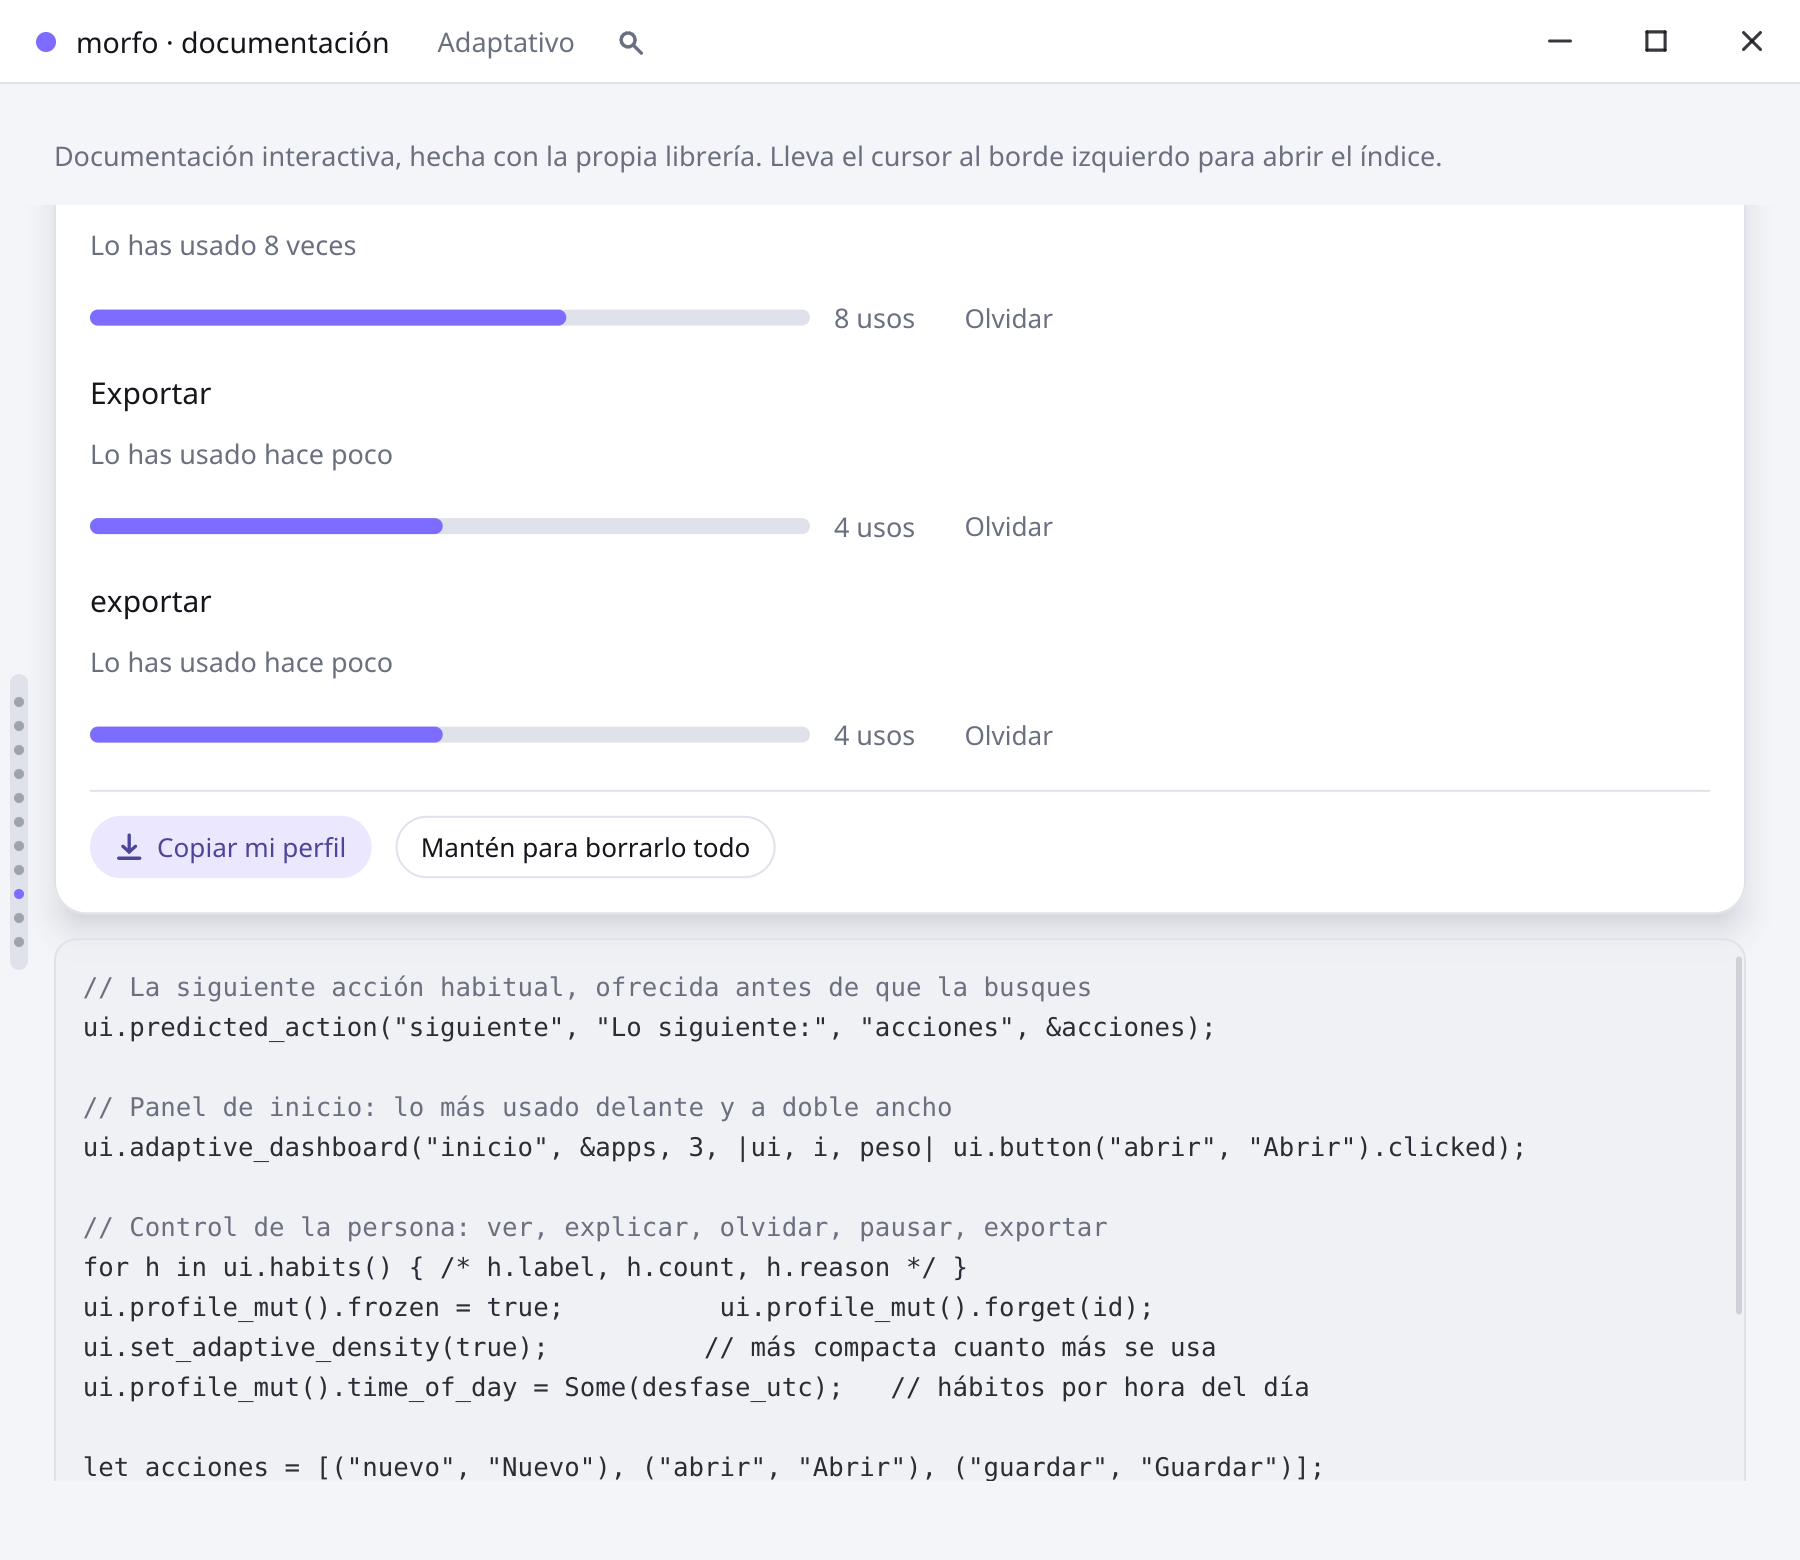 morfo · documentación Adaptativo
Documentación interactiva, hecha con la propia librería. Lleva el cursor al borde izquierdo para abrir el índice.
Lo has usado 8 veces
8 usos Olvidar
Exportar
Lo has usado hace poco
4 usos Olvidar
exportar
Lo has usado hace poco
4 usos Olvidar
Copiar mi perfil Mantén para borrarlo todo
// La siguiente acción habitual, ofrecida antes de que la busques
ui.predicted_action("siguiente", "Lo siguiente:", "acciones", &acciones);
// Panel de inicio: lo más usado delante y a doble ancho
ui.adaptive_dashboard("inicio", &apps, 3, |ui, i, peso| ui.button("abrir", "Abrir").clicked);
// Control de la persona: ver, explicar, olvidar, pausar, exportar
for h in ui.habits() { /* h.label, h.count, h.reason */ }
ui.profile_mut().frozen = true;          ui.profile_mut().forget(id);
ui.set_adaptive_density(true);          // más compacta cuanto más se usa
ui.profile_mut().time_of_day = Some(desfase_utc);   // hábitos por hora del día
let acciones = [("nuevo", "Nuevo"), ("abrir", "Abrir"), ("guardar", "Guardar")];